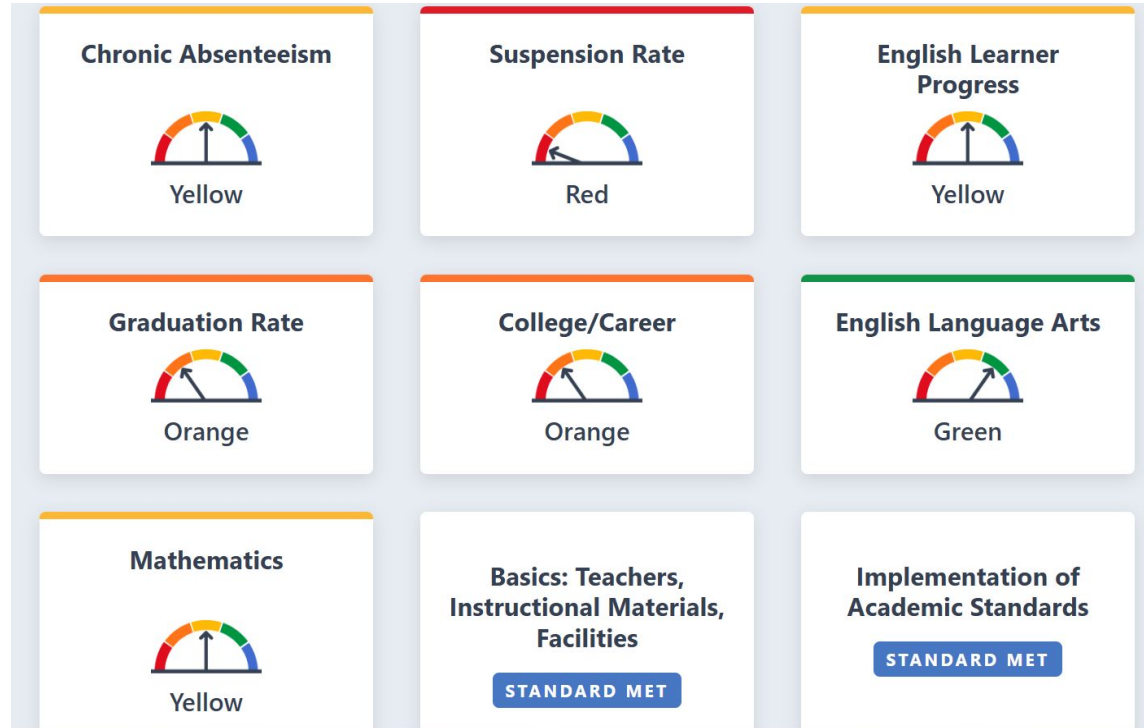 Chronic Absenteeism
Yellow
Suspension Rate
Red
English Learner
Progress
Yellow
Graduation Rate
Orange
College/Career
Orange
English Language Arts
Green
Mathematics
Yellow
Basics: Teachers,
Instructional Materials,
Facilities
STANDARD MET
Implementation of
Academic Standards
STANDARD MET